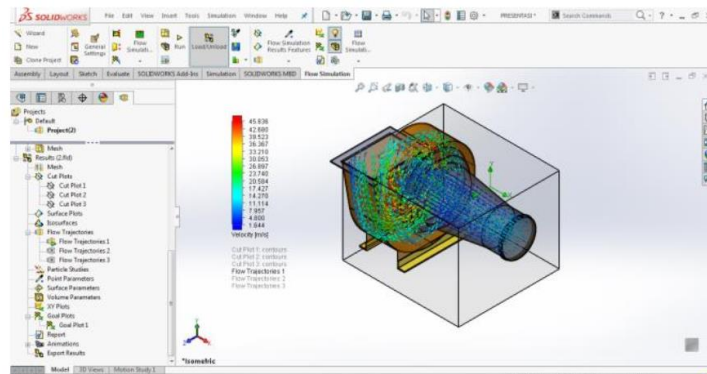 SOLIDWORKS File Edit View Insert Tools Simulation Window Help
Search Commands
Wizard
New
Clone Project
General Settings
Flow Simulati...
Run
Load/Unload
Flow Simulation Results Features
Flow Simulati...
Assembly Layout Sketch Evaluate SOLIDWORKS Add-Ins Simulation SOLIDWORKS MBD Flow Simulation
Projects
Default
Project(2)
Mesh
Results (2.fld)
Mesh
Cut Plots
Cut Plot 1
Cut Plot 2
Cut Plot 3
Surface Plots
Isosurfaces
Flow Trajectories
Flow Trajectories 1
Flow Trajectories 2
Flow Trajectories 3
Particle Studies
Point Parameters
Surface Parameters
Volume Parameters
XY Plots
Goal Plots
Goal Plot 1
Report
Animations
Export Results
45.836
42.680
39.523
36.367
33.210
30.053
26.897
23.740
20.584
17.427
14.270
11.114
7.957
4.800
1.644
Velocity [m/s]
Cut Plot 1: contours
Cut Plot 2: contours
Cut Plot 3: contours
Flow Trajectories 1
Flow Trajectories 2
Flow Trajectories 3
*Isometric
Model 3D Views Motion Study 1